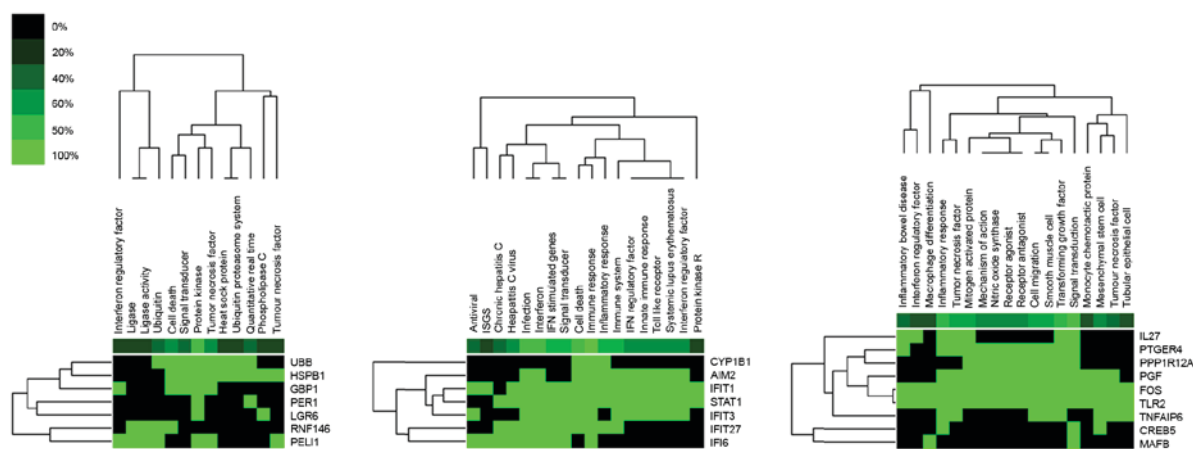 0%
20%
40%
60%
50%
100%
Interferon regulatory factor
Ligase
Ligase activity
Ubiquitin
Cell death
Signal transducer
Protein kinase
Tumor necrosis factor
Heat sock protein
Ubiquitin proteasome system
Quantitative real time
Phospholipase C
Tumour necrosis factor
UBB
HSPB1
GBP1
PER1
LGR6
RNF146
PELI1
Antiviral
ISGS
Chronic hepatitis C
Heapatitis C virus
Infection
Interferon
IFN stimulated genes
Signal transducer
Cell death
Immune response
Inflammatory response
Immune system
IFN regulatory factor
Innate immune response
Toll like receptor
Systemic lupus erythematosus
Interferon regulatory factor
Protein kinase R
CYP1B1
AIM2
IFIT1
STAT1
IFIT3
IFIT27
IFI6
Inflammatory bowel disease
Interferon regulatory factor
Macrophage differentiation
Inflammatory response
Tumor necrosis factor
Mitogen activated protein
Mechanism of action
Nitric oxide synthase
Receptor agonist
Receptor antagonist
Cell migration
Smooth muscle cell
Transforming growth factor
Signal transduction
Monocyte chemotactic protein
Mesenchymal stem cell
Tumour necrosis factor
Tubular epithelial cell
IL27
PTGER4
PPP1R12A
PGF
FOS
TLR2
TNFAIP6
CREB5
MAFB